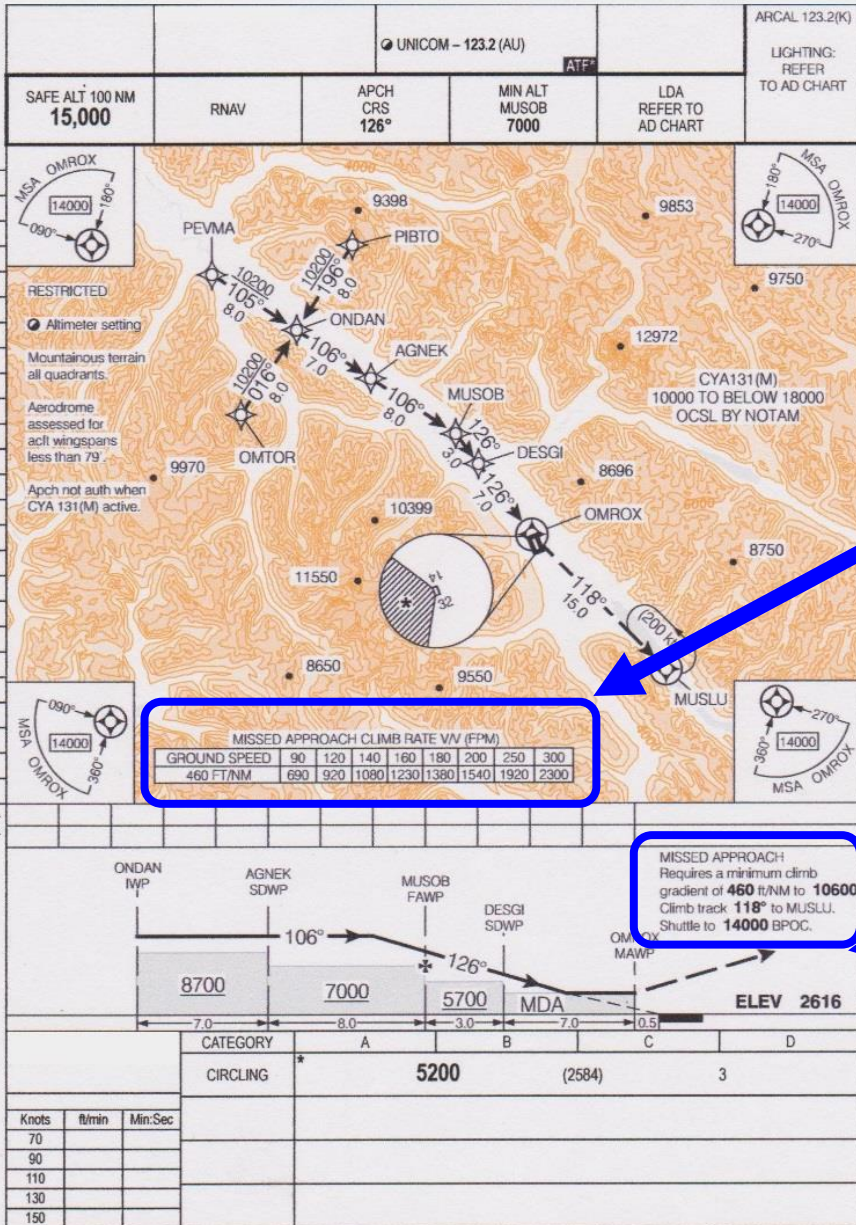 ARCAL 123.2(K)
UNICOM – 123.2 (AU)
ATF*
LIGHTING:
REFER
TO AD CHART
SAFE ALT 100 NM
15,000
RNAV
APCH
CRS
126°
MIN ALT
MUSOB
7000
LDA
REFER TO
AD CHART
MSA OMROX
14000
090°
180°
MSA OMROX
14000
180°
270°
4000
9398
9853
PEVMA
PIBTO
10200
105°
8.0
10200
196°
8.0
9750
RESTRICTED
Altimeter setting
Mountainous terrain
all quadrants.
Aerodrome
assessed for
acft wingspans
less than 79'.
Apch not auth when
CYA 131(M) active.
ONDAN
106°
7.0
AGNEK
12972
10200
016°
8.0
OMTOR
106°
8.0
MUSOB
CYA131(M)
10000 TO BELOW 18000
OCSL BY NOTAM
126°
3.0
DESGI
9970
126°
7.0
8696
10399
OMROX
6000
8750
11550
*
14
32
118°
15.0
(200 kt)
8650
9550
MUSLU
4000
090°
14000
360°
MSA OMROX
270°
14000
360°
MSA OMROX
MISSED APPROACH CLIMB RATE V/V (FPM)
GROUND SPEED 90 120 140 160 180 200 250 300
460 FT/NM 690 920 1080 1230 1380 1540 1920 2300
ONDAN
IWP
AGNEK
SDWP
MUSOB
FAWP
DESGI
SDWP
OMROX
MAWP
MISSED APPROACH
Requires a minimum climb
gradient of 460 ft/NM to 10600
Climb track 118° to MUSLU.
Shuttle to 14000 BPOC.
106°
126°
8700
7000
5700
MDA
ELEV 2616
7.0 8.0 3.0 7.0 0.5
CATEGORY A B C D
CIRCLING * 5200 (2584) 3
Knots ft/min Min:Sec
70
90
110
130
150